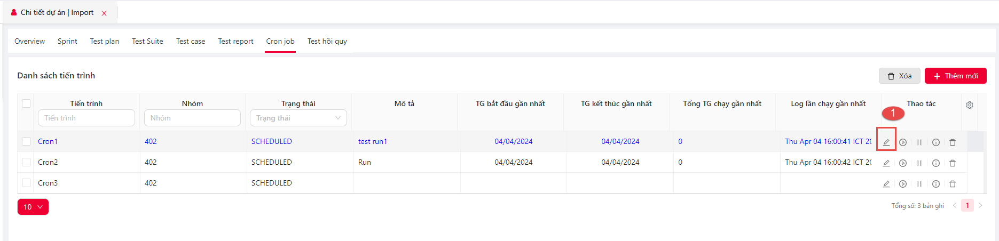 Chi tiết dự án | Import
Overview Sprint Test plan Test Suite Test case Test report Cron job Test hồi quy
Danh sách tiến trình
Xóa
Thêm mới
Tiến trình Nhóm Trạng thái Mô tả TG bắt đầu gần nhất TG kết thúc gần nhất Tổng TG chạy gần nhất Log lần chạy gần nhất Thao tác
1
Tiến trình Nhóm Trạng thái
Cron1 402 SCHEDULED test run1 04/04/2024 04/04/2024 0 Thu Apr 04 16:00:41 ICT 20
Cron2 402 SCHEDULED Run 04/04/2024 04/04/2024 0 Thu Apr 04 16:00:42 ICT 20
Cron3 402 SCHEDULED
10
Tổng số: 3 bản ghi < 1 >